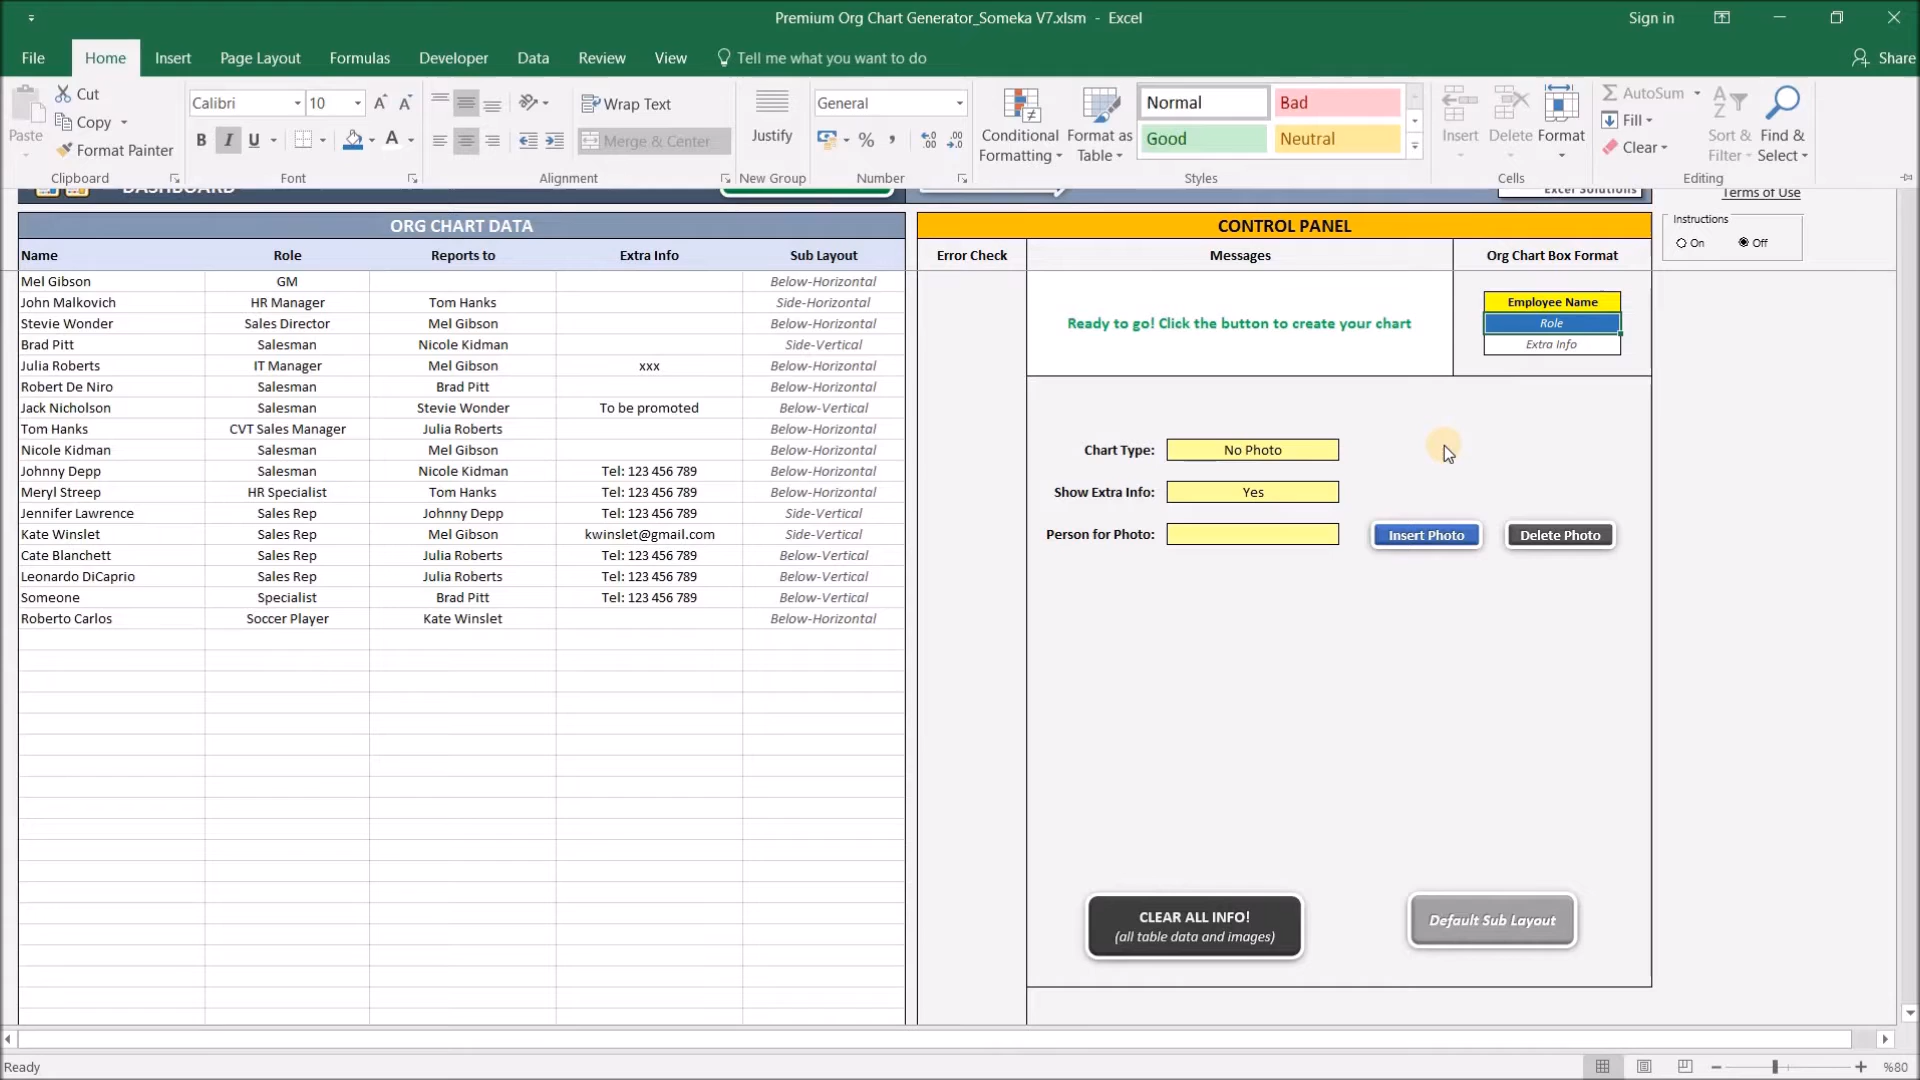 Premium Org Chart Generator_Someka V7.xlsm - Excel
Sign in
File Home Insert Page Layout Formulas Developer Data Review View Tell me what you want to do
Share
Paste
Cut
Copy
Format Painter
Clipboard
Calibri 10
B I U
Font
Wrap Text
Merge & Center
Alignment
Justify
New Group
General
Number
Conditional Formatting
Format as Table
Normal Bad
Good Neutral
Styles
Insert Delete Format
Cells
AutoSum
Fill
Clear
Sort & Filter
Find & Select
Editing
DASHBOARD
Excel Solutions
Terms of Use
Instructions
On Off
ORG CHART DATA
Name Role Reports to Extra Info Sub Layout
Mel Gibson GM Below-Horizontal
John Malkovich HR Manager Tom Hanks Side-Horizontal
Stevie Wonder Sales Director Mel Gibson Below-Horizontal
Brad Pitt Salesman Nicole Kidman Side-Vertical
Julia Roberts IT Manager Mel Gibson xxx Below-Horizontal
Robert De Niro Salesman Brad Pitt Below-Horizontal
Jack Nicholson Salesman Stevie Wonder To be promoted Below-Vertical
Tom Hanks CVT Sales Manager Julia Roberts Below-Horizontal
Nicole Kidman Salesman Mel Gibson Below-Horizontal
Johnny Depp Salesman Nicole Kidman Tel: 123 456 789 Below-Horizontal
Meryl Streep HR Specialist Tom Hanks Tel: 123 456 789 Below-Horizontal
Jennifer Lawrence Sales Rep Johnny Depp Tel: 123 456 789 Side-Vertical
Kate Winslet Sales Rep Mel Gibson kwinslet@gmail.com Side-Vertical
Cate Blanchett Sales Rep Julia Roberts Tel: 123 456 789 Below-Vertical
Leonardo DiCaprio Sales Rep Julia Roberts Tel: 123 456 789 Below-Vertical
Someone Specialist Brad Pitt Tel: 123 456 789 Below-Vertical
Roberto Carlos Soccer Player Kate Winslet Below-Horizontal
CONTROL PANEL
Error Check Messages Org Chart Box Format
Ready to go! Click the button to create your chart
Employee Name
Role
Extra Info
Chart Type: No Photo
Show Extra Info: Yes
Person for Photo:
Insert Photo Delete Photo
CLEAR ALL INFO!
(all table data and images)
Default Sub Layout
Ready
%80